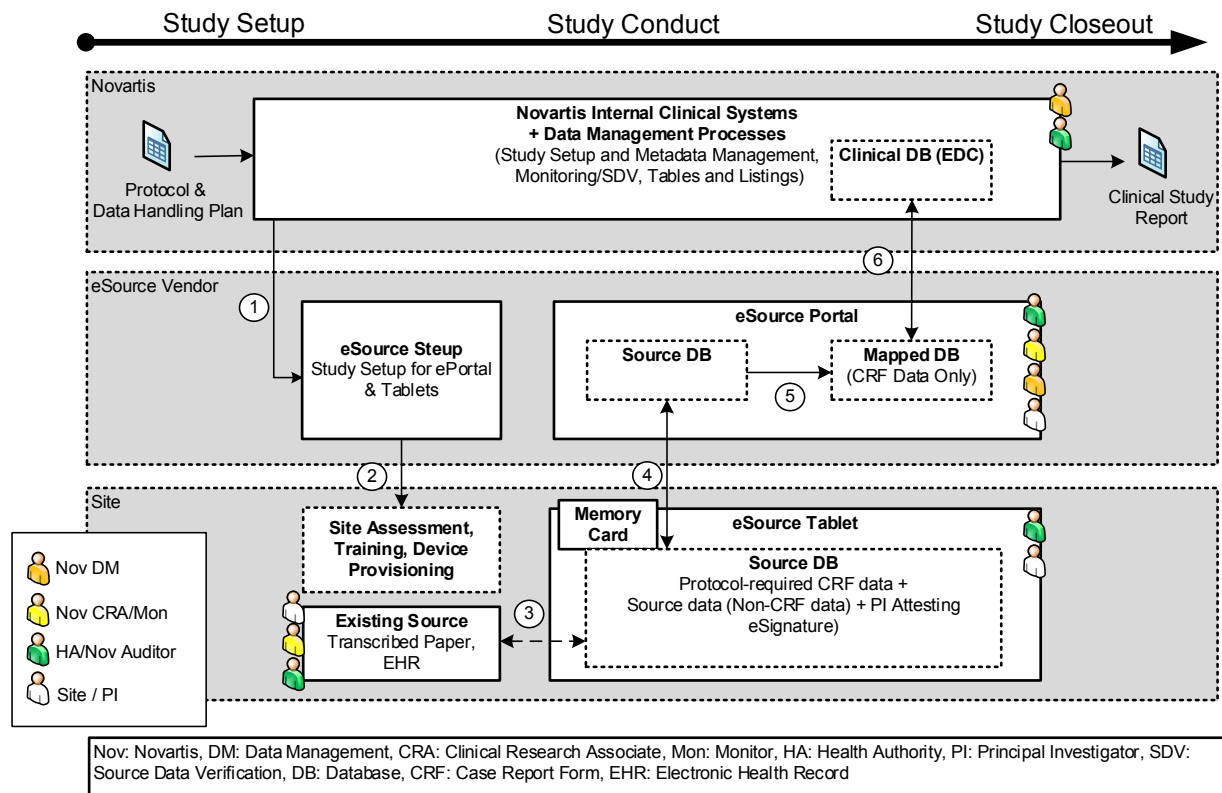 Study Setup
Study Conduct
Study Closeout
Novartis
Protocol &
Data Handling Plan
Novartis Internal Clinical Systems
+ Data Management Processes
(Study Setup and Metadata Management,
Monitoring/SDV, Tables and Listings)
Clinical DB (EDC)
Clinical Study
Report
1
6
eSource Vendor
eSource Steup
Study Setup for ePortal
& Tablets
eSource Portal
Source DB
5
Mapped DB
(CRF Data Only)
2
4
Site
Site Assessment,
Training, Device
Provisioning
Existing Source
Transcribed Paper,
EHR
3
Memory
Card
eSource Tablet
Source DB
Protocol-required CRF data +
Source data (Non-CRF data) + PI Attesting
eSignature)
Nov DM
Nov CRA/Mon
HA/Nov Auditor
Site / PI
Nov: Novartis, DM: Data Management, CRA: Clinical Research Associate, Mon: Monitor, HA: Health Authority, PI: Principal Investigator, SDV:
Source Data Verification, DB: Database, CRF: Case Report Form, EHR: Electronic Health Record